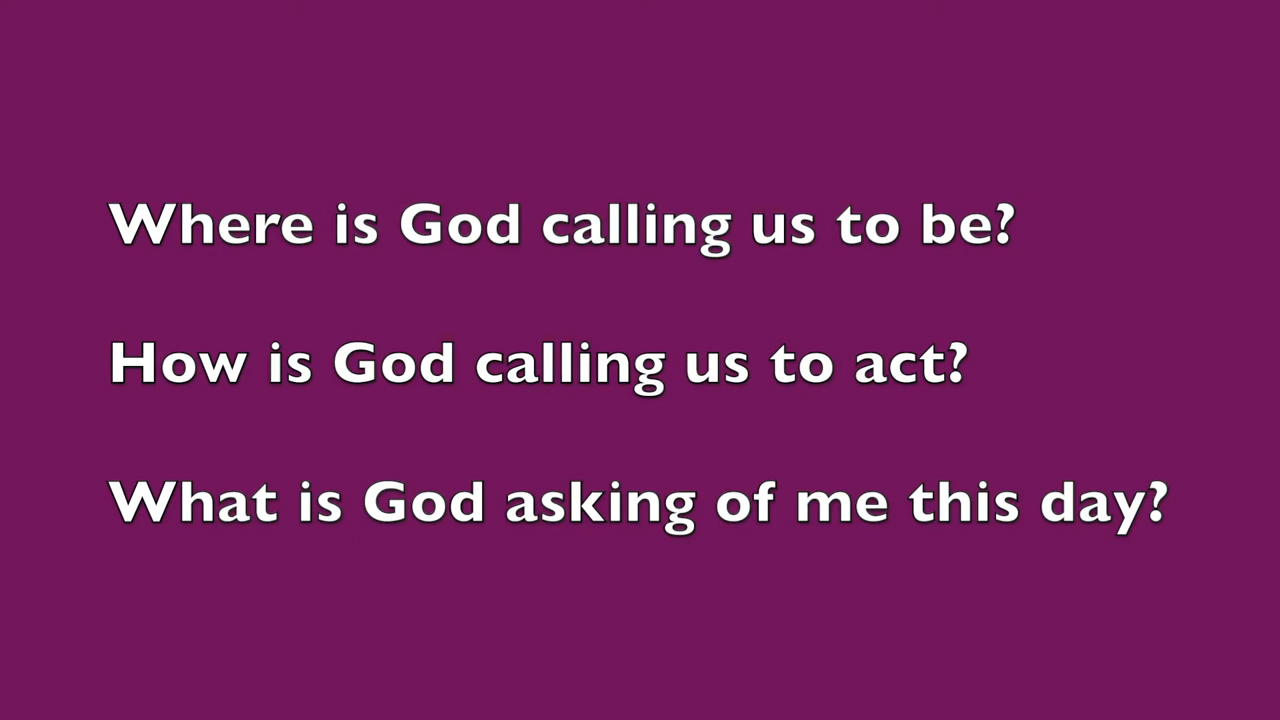 Where is God calling us to be?
How is God calling us to act?
What is God asking of me this day?